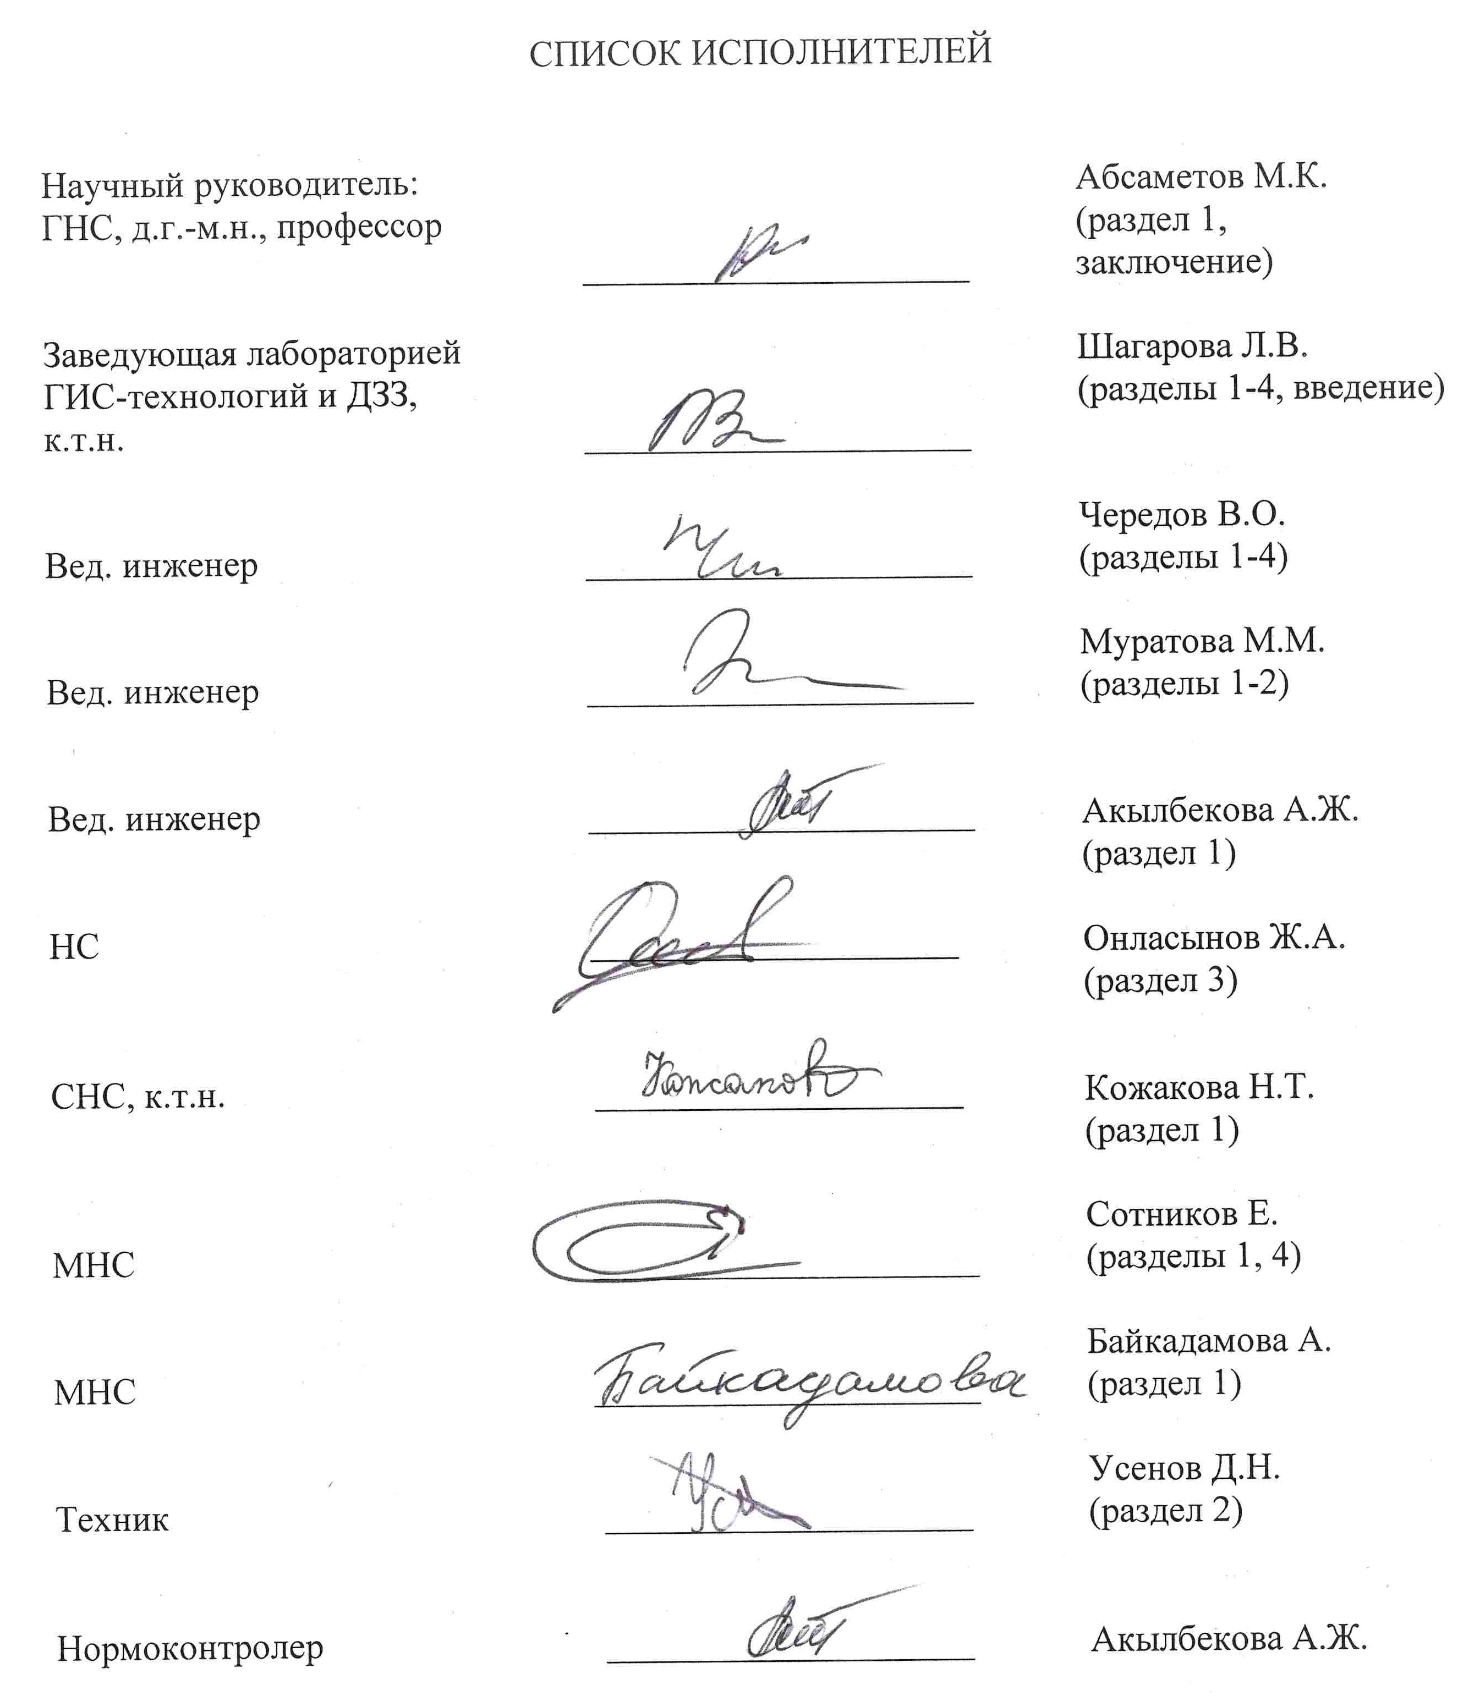 СПИСОК ИСПОЛНИТЕЛЕЙ
Научный руководитель:
ГНС, д.г.-м.н., профессор
Абсаметов М.К.
(раздел 1,
заключение)
Заведующая лабораторией
ГИС-технологий и ДЗЗ,
к.т.н.
Шагарова Л.В.
(разделы 1-4, введение)
Вед. инженер
Чередов В.О.
(разделы 1-4)
Вед. инженер
Муратова М.М.
(разделы 1-2)
Вед. инженер
Акылбекова А.Ж.
(раздел 1)
НС
Онласынов Ж.А.
(раздел 3)
СНС, к.т.н.
Кожакова
Кожакова Н.Т.
(раздел 1)
МНС
Сотников Е.
(разделы 1, 4)
МНС
Байкадамова
Байкадамова А.
(раздел 1)
Техник
Усенов Д.Н.
(раздел 2)
Нормоконтролер
Акылбекова А.Ж.